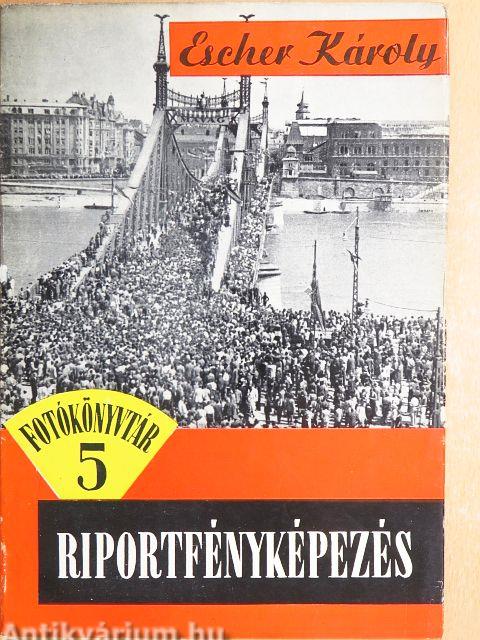 Escher Károly
FOTÓKÖNYVTÁR
5
RIPORTFÉNYKÉPEZÉS
Antikvárium.hu